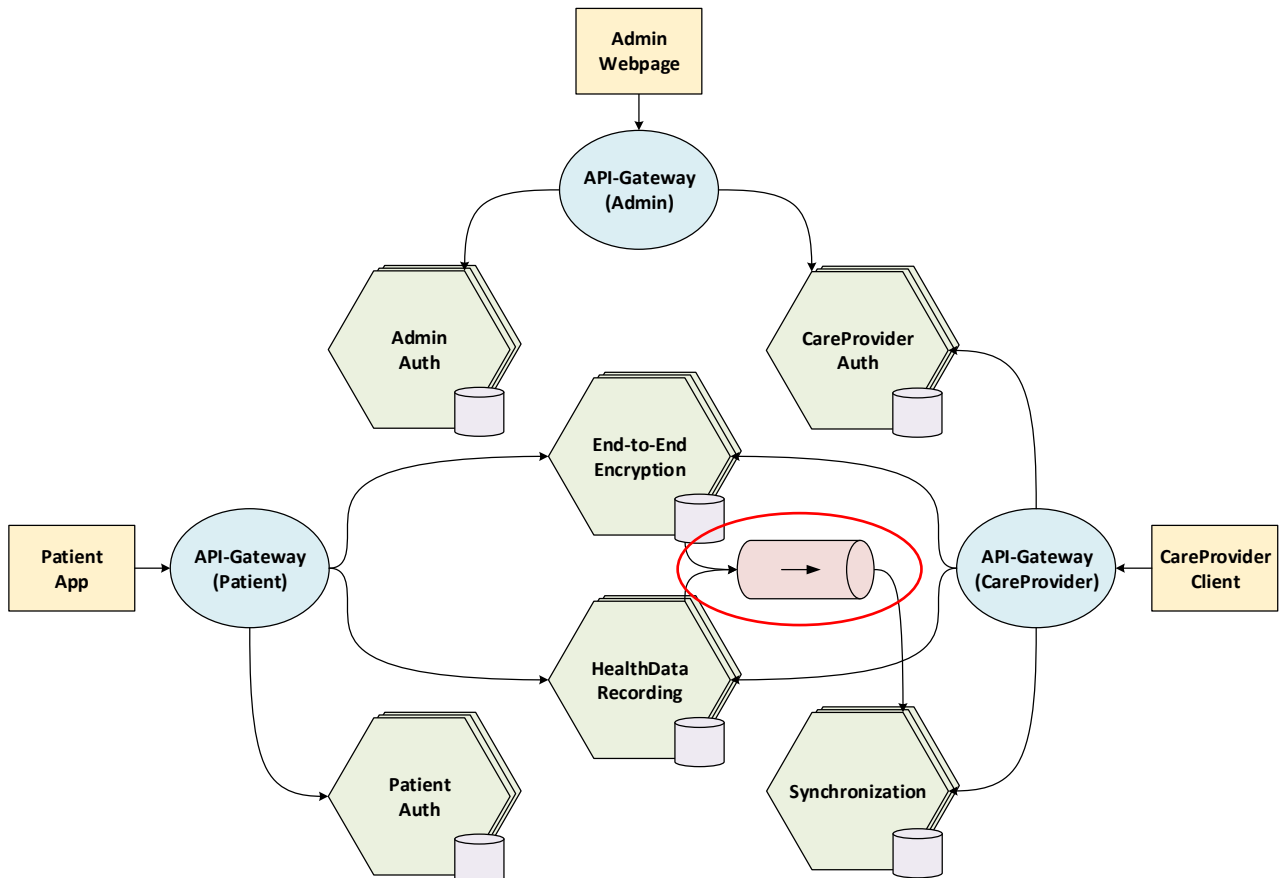 Admin
Webpage
API-Gateway
(Admin)
Admin
Auth
CareProvider
Auth
End-to-End
Encryption
Patient
App
API-Gateway
(Patient)
API-Gateway
(CareProvider)
CareProvider
Client
HealthData
Recording
Patient
Auth
Synchronization